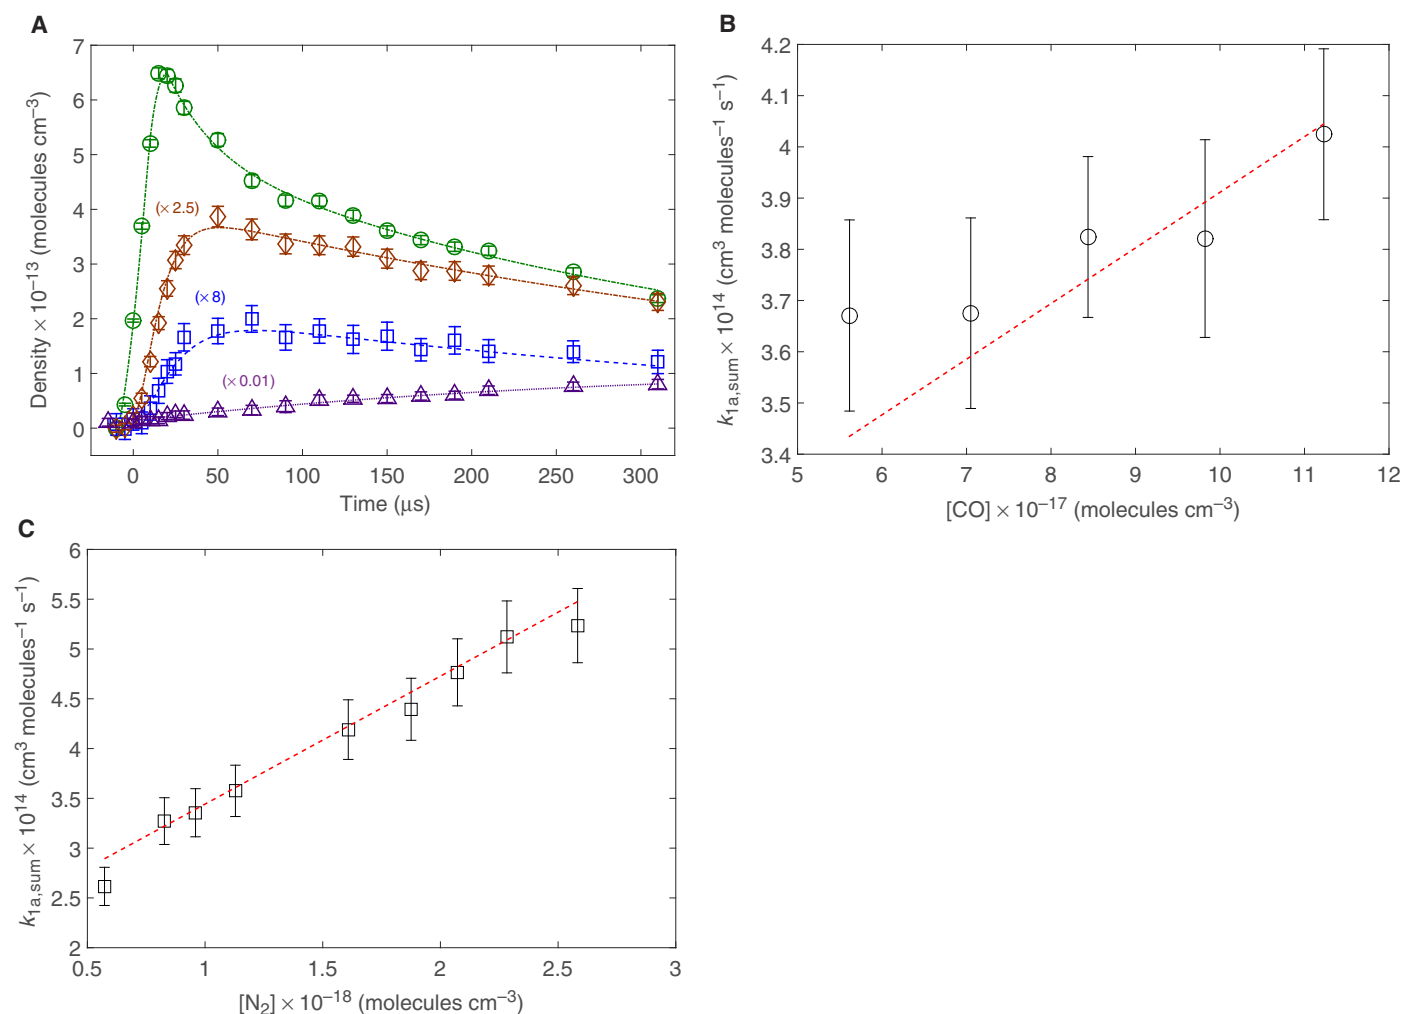 A
Density × 10⁻¹³ (molecules cm⁻³)
7
6
5
4
3
2
1
0
(× 2.5)
(× 8)
(× 0.01)
0 50 100 150 200 250 300
Time (μs)
B
k1a,sum × 10¹⁴ (cm³ molecules⁻¹ s⁻¹)
4.2
4.1
4
3.9
3.8
3.7
3.6
3.5
3.4
5 6 7 8 9 10 11 12
[CO] × 10⁻¹⁷ (molecules cm⁻³)
C
k1a,sum × 10¹⁴ (cm³ molecules⁻¹ s⁻¹)
6
5.5
5
4.5
4
3.5
3
2.5
2
0.5 1 1.5 2 2.5 3
[N₂] × 10⁻¹⁸ (molecules cm⁻³)